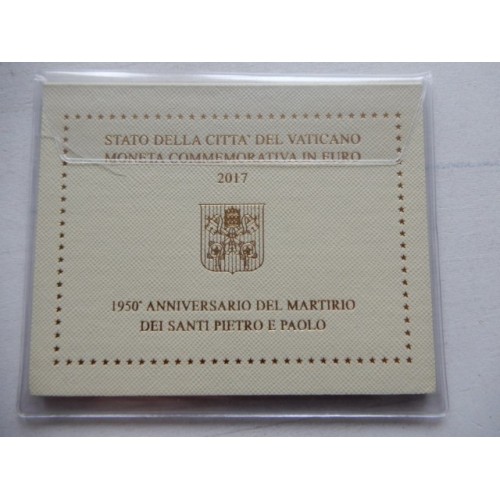 STATO DELLA CITTA' DEL VATICANO
MONETA COMMEMORATIVA IN EURO
2017
1950° ANNIVERSARIO DEL MARTIRIO
DEI SANTI PIETRO E PAOLO